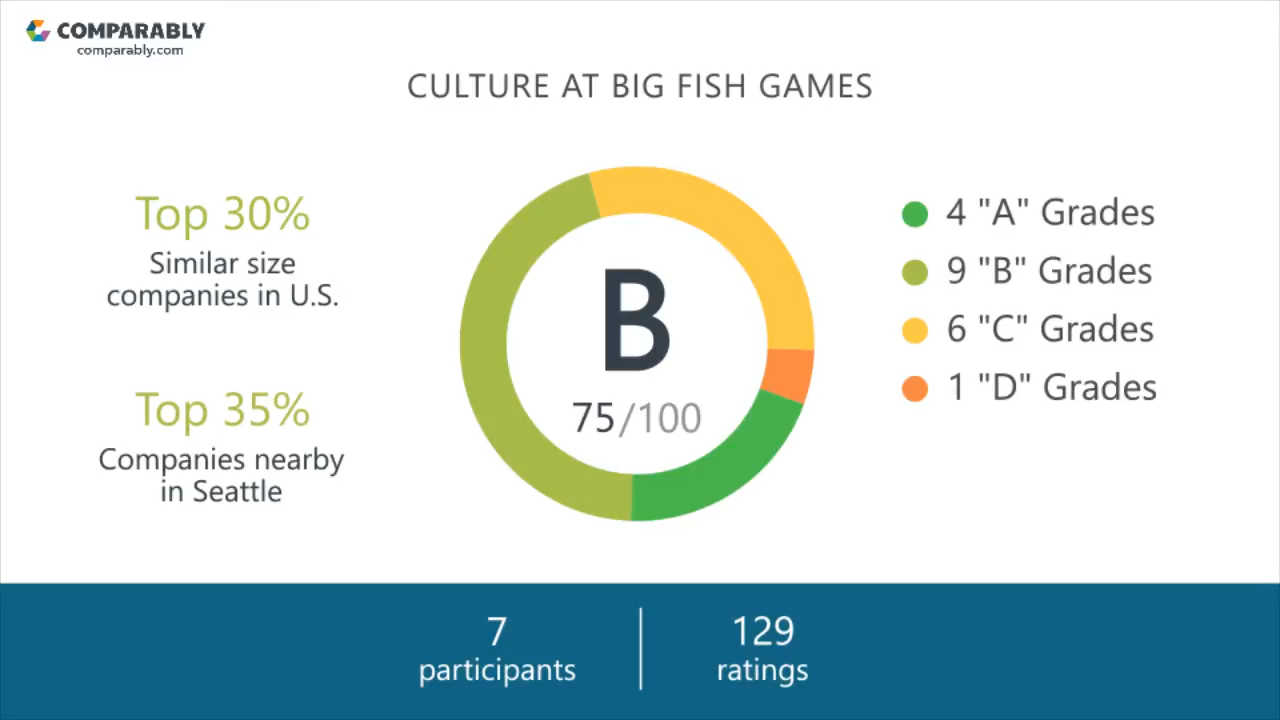 COMPARABLY
comparably.com
CULTURE AT BIG FISH GAMES
Top 30%
Similar size
companies in U.S.
Top 35%
Companies nearby
in Seattle
B
75/100
4 "A" Grades
9 "B" Grades
6 "C" Grades
1 "D" Grades
7
participants
129
ratings